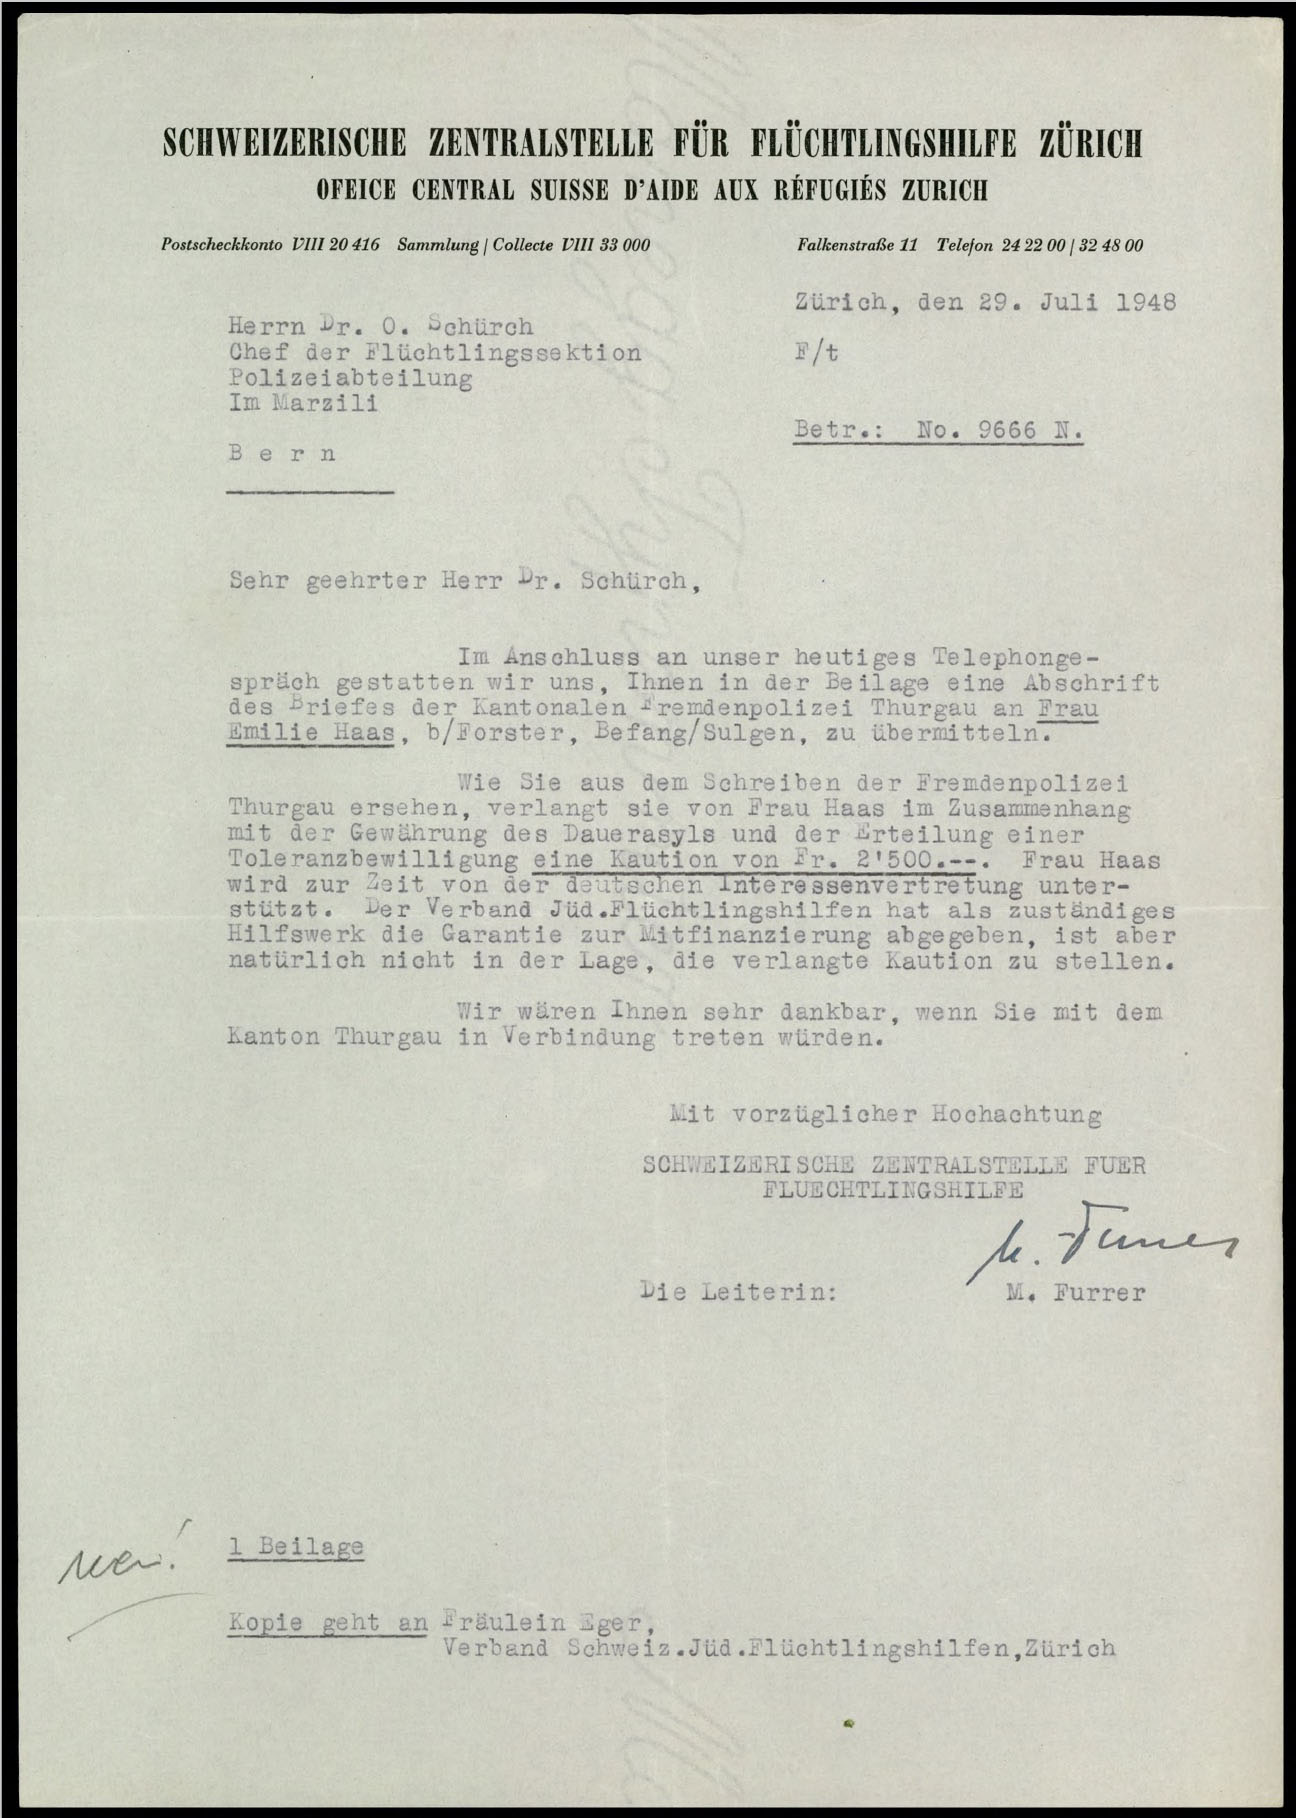 SCHWEIZERISCHE ZENTRALSTELLE FÜR FLÜCHTLINGSHILFE ZÜRICH
OFEICE CENTRAL SUISSE D'AIDE AUX RÉFUGIÉS ZURICH
Postscheckkonto VIII 20 416 Sammlung | Collecte VIII 33 000
Falkenstraße 11 Telefon 24 22 00 | 32 48 00
Zürich, den 29. Juli 1948
Herrn Dr. O. Schürch
Chef der Flüchtlingssektion
F/t
Polizeiabteilung
Im Marzili
Betr.: No. 9666 N.
B e r n
Sehr geehrter Herr Dr. Schürch,
Im Anschluss an unser heutiges Telephonge-
spräch gestatten wir uns, Ihnen in der Beilage eine Abschrift
des Briefes der Kantonalen Fremdenpolizei Thurgau an Frau
Emilie Haas, b/Forster, Befang/Sulgen, zu übermitteln.
Wie Sie aus dem Schreiben der Fremdenpolizei
Thurgau ersehen, verlangt sie von Frau Haas im Zusammenhang
mit der Gewährung des Dauerasyls und der Erteilung einer
Toleranzbewilligung eine Kaution von Fr. 2'500.--. Frau Haas
wird zur Zeit von der deutschen Interessenvertretung unter-
stützt. Der Verband Jüd.Flüchtlingshilfen hat als zuständiges
Hilfswerk die Garantie zur Mitfinanzierung abgegeben, ist aber
natürlich nicht in der Lage, die verlangte Kaution zu stellen.
Wir wären Ihnen sehr dankbar, wenn Sie mit dem
Kanton Thurgau in Verbindung treten würden.
Mit vorzüglicher Hochachtung
SCHWEIZERISCHE ZENTRALSTELLE FUER
FLUECHTLINGSHILFE
M. Furrer
Die Leiterin: M. Furrer
1 Beilage
Kopie geht an Fräulein Eger,
Verband Schweiz.Jüd.Flüchtlingshilfen,Zürich